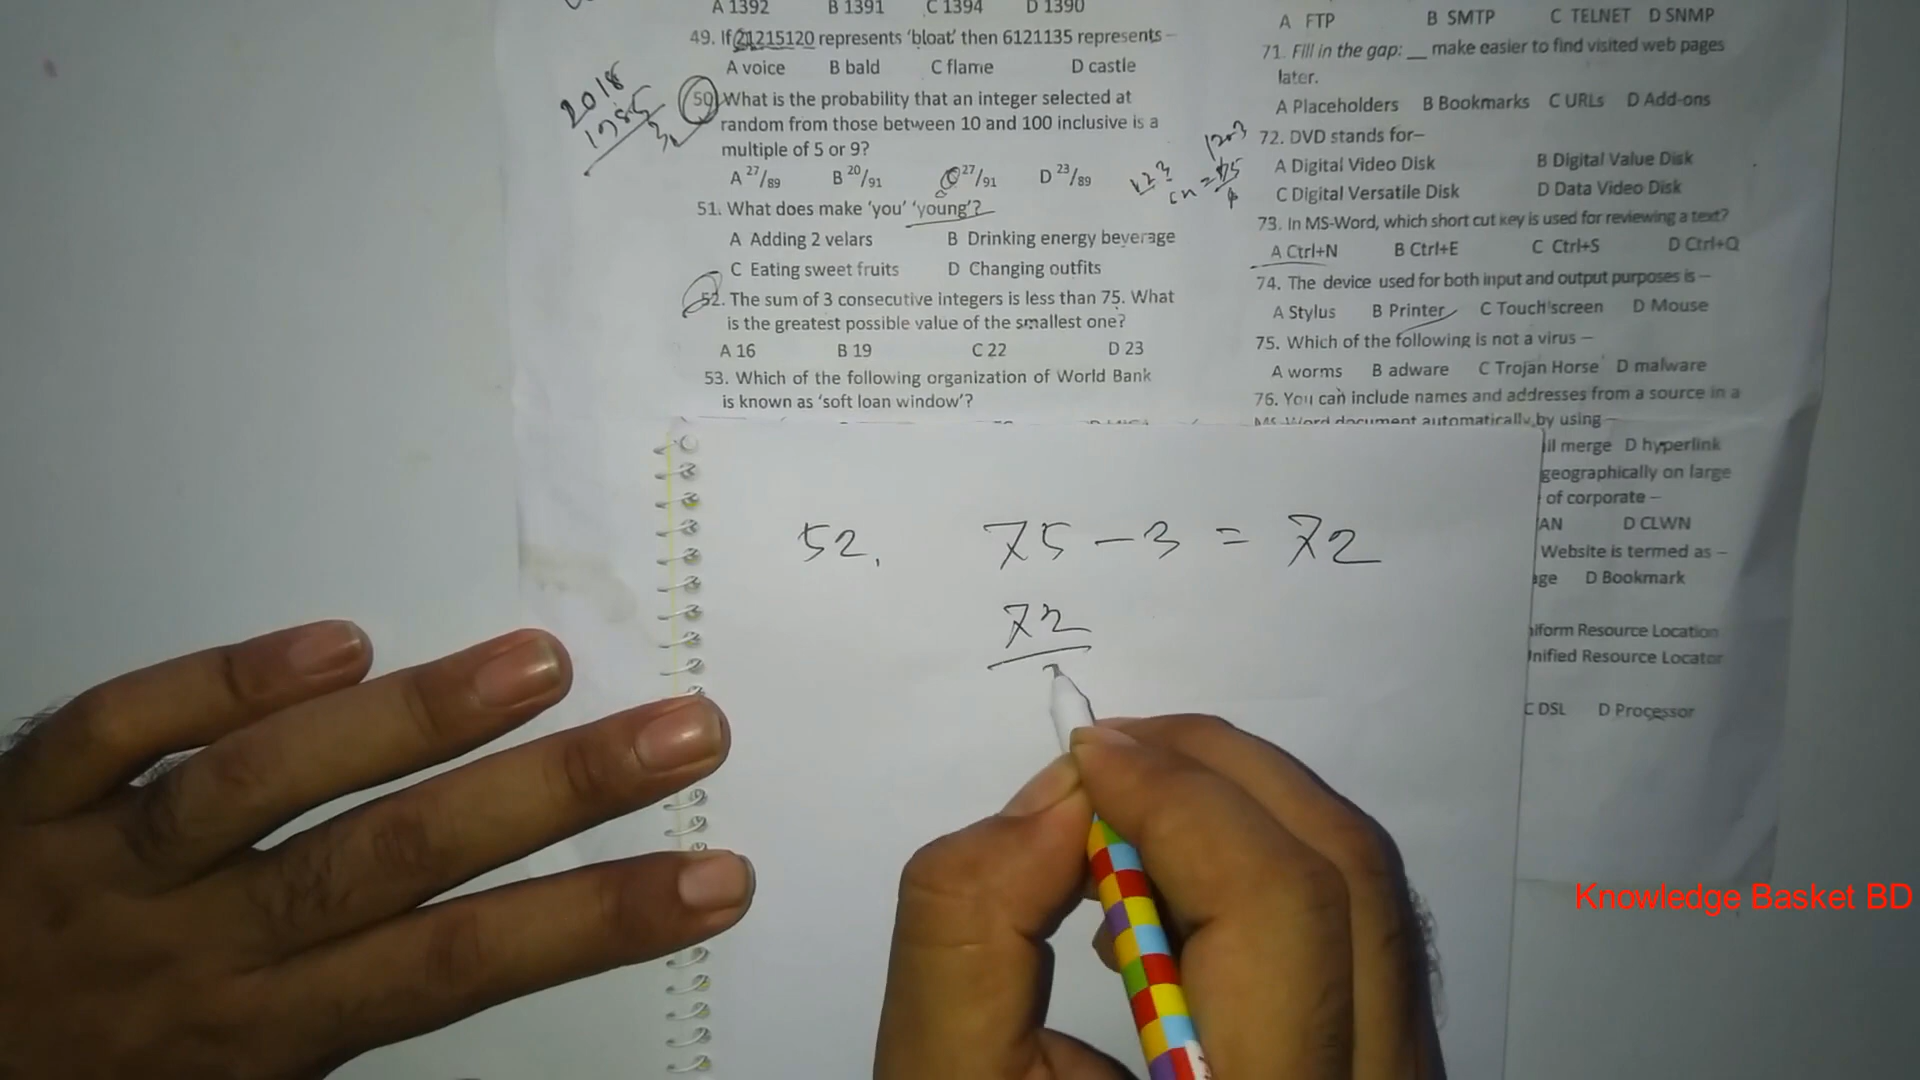 A 1392 B 1391 C 1394 D 1390
49. If 21215120 represents 'bloat' then 6121135 represents –
A voice B bald C flame D castle
2018
1985
50. What is the probability that an integer selected at
random from those between 10 and 100 inclusive is a
multiple of 5 or 9?
A 27/89 B 20/91 C 27/91 D 23/89
51. What does make 'you' 'young'?
A Adding 2 velars B Drinking energy beverage
C Eating sweet fruits D Changing outfits
52. The sum of 3 consecutive integers is less than 75. What
is the greatest possible value of the smallest one?
A 16 B 19 C 22 D 23
53. Which of the following organization of World Bank
is known as 'soft loan window'?
A FTP B SMTP C TELNET D SNMP
71. Fill in the gap: __ make easier to find visited web pages
later.
A Placeholders B Bookmarks C URLs D Add-ons
72. DVD stands for–
A Digital Video Disk B Digital Value Disk
C Digital Versatile Disk D Data Video Disk
73. In MS-Word, which short cut key is used for reviewing a text?
A Ctrl+N B Ctrl+E C Ctrl+S D Ctrl+Q
74. The device used for both input and output purposes is –
A Stylus B Printer C Touch screen D Mouse
75. Which of the following is not a virus –
A worms B adware C Trojan Horse D malware
76. You can include names and addresses from a source in a
MS-Word document automatically by using –
il merge D hyperlink
geographically on large
of corporate –
AN D CLWN
Website is termed as –
age D Bookmark
iform Resource Location
nified Resource Locator
C DSL D Processor
52. 75 – 3 = 72
72
Knowledge Basket BD